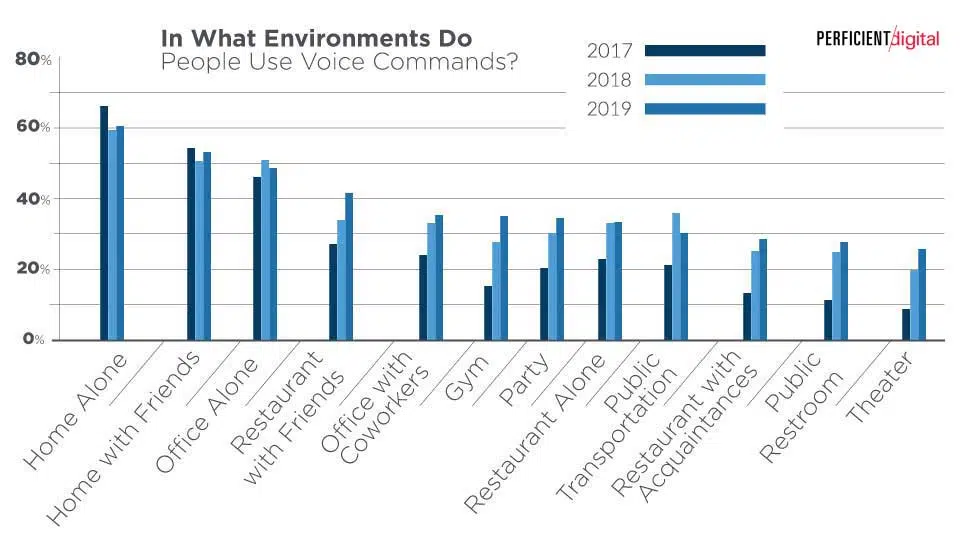 In What Environments Do
People Use Voice Commands?
PERFICIENT/digital
2017
2018
2019
80%
60%
40%
20%
0%
Home Alone
Home with Friends
Office Alone
Restaurant
with Friends
Office with
Coworkers
Gym
Party
Restaurant Alone
Public
Transportation
Restaurant with
Acquaintances
Public
Restroom
Theater